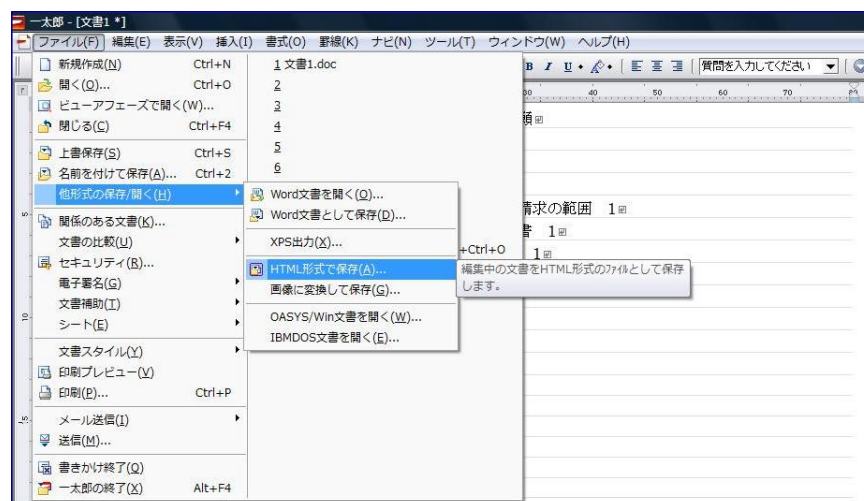 一太郎 - [文書1 *]
ファイル(F) 編集(E) 表示(V) 挿入(I) 書式(O) 罫線(K) ナビ(N) ツール(T) ウィンドウ(W) ヘルプ(H)
B I U 質問を入力してください
30 40 50 60 70
新規作成(N) Ctrl+N
開く(O)... Ctrl+O
ビューアフェーズで開く(W)...
閉じる(C) Ctrl+F4
上書保存(S) Ctrl+S
名前を付けて保存(A)... Ctrl+2
他形式の保存/開く(H)
関係のある文書(K)...
文書の比較(U)
セキュリティ(R)...
電子署名(G)
文書補助(T)
シート(E)
文書スタイル(Y)
印刷プレビュー(V)
印刷(P)... Ctrl+P
メール送信(I)
送信(M)...
書きかけ終了(Q)
一太郎の終了(X) Alt+F4
1 文書1.doc
2
3
4
5
6
Word文書を開く(O)...
Word文書として保存(D)...
XPS出力(X)...
HTML形式で保存(A)...
画像に変換して保存(G)...
OASYS/Win文書を開く(W)...
IBMDOS文書を開く(E)...
+Ctrl+O
編集中の文書をHTML形式のファイルとして保存
します。
請求の範囲 1
書 1
1
5
10
15